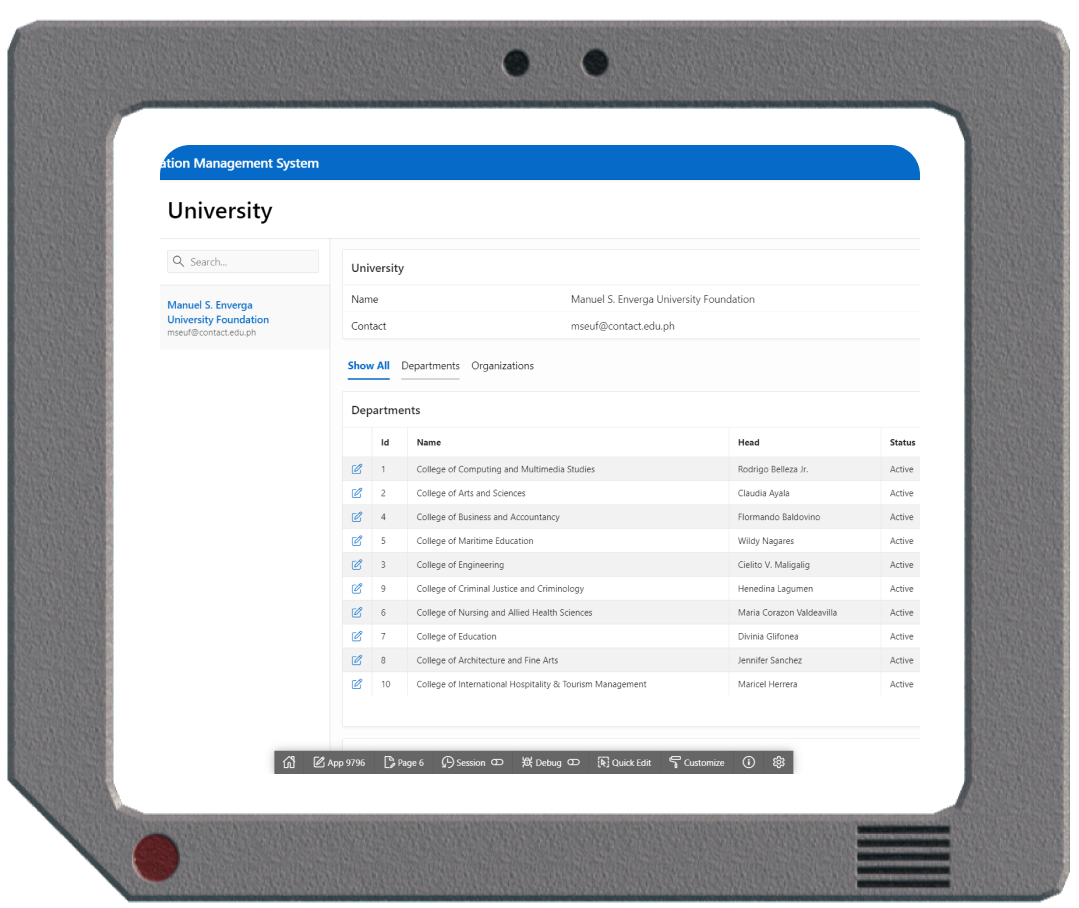 ation Management System
University
Search...
Manuel S. Enverga
University Foundation
mseuf@contact.edu.ph
University
Name Manuel S. Enverga University Foundation
Contact mseuf@contact.edu.ph
Show All Departments Organizations
Departments
Id Name Head Status
1 College of Computing and Multimedia Studies Rodrigo Belleza Jr. Active
2 College of Arts and Sciences Claudia Ayala Active
4 College of Business and Accountancy Flormando Baldovino Active
5 College of Maritime Education Wildy Nagares Active
3 College of Engineering Cielito V. Maligalig Active
9 College of Criminal Justice and Criminology Henedina Lagumen Active
6 College of Nursing and Allied Health Sciences Maria Corazon Valdeavilla Active
7 College of Education Divinia Glifonea Active
8 College of Architecture and Fine Arts Jennifer Sanchez Active
10 College of International Hospitality & Tourism Management Maricel Herrera Active
App 9796 Page 6 Session Debug Quick Edit Customize